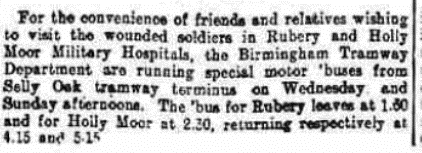 For the convenience of friends and relatives wishing
to visit the wounded soldiers in Rubery and Holly
Moor Military Hospitals, the Birmingham Tramway
Department are running special motor 'buses from
Selly Oak tramway terminus on Wednesday and
Sunday afternoons. The 'bus for Rubery leaves at 1.50
and for Holly Moor at 2.30, returning respectively at
4.15 and 5.15